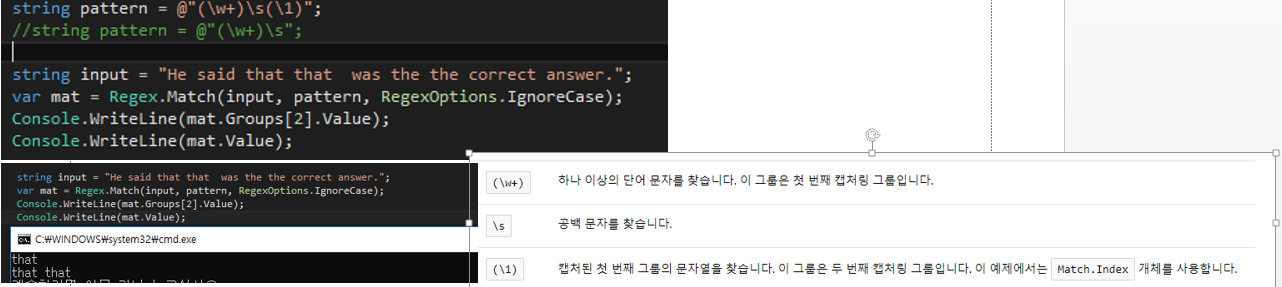 string pattern = @"(\w+)\s(\1)";
//string pattern = @"(\w+)\s";
string input = "He said that that  was the the correct answer.";
var mat = Regex.Match(input, pattern, RegexOptions.IgnoreCase);
Console.WriteLine(mat.Groups[2].Value);
Console.WriteLine(mat.Value);
string input = "He said that that  was the the correct answer.";
var mat = Regex.Match(input, pattern, RegexOptions.IgnoreCase);
Console.WriteLine(mat.Groups[2].Value);
Console.WriteLine(mat.Value);
C:₩WINDOWS₩system32₩cmd.exe
that
that that
(\w+) 하나 이상의 단어 문자를 찾습니다. 이 그룹은 첫 번째 캡처링 그룹입니다.
\s 공백 문자를 찾습니다.
(\1) 캡처된 첫 번째 그룹의 문자열을 찾습니다. 이 그룹은 두 번째 캡처링 그룹입니다. 이 예제에서는 Match.Index 개체를 사용합니다.